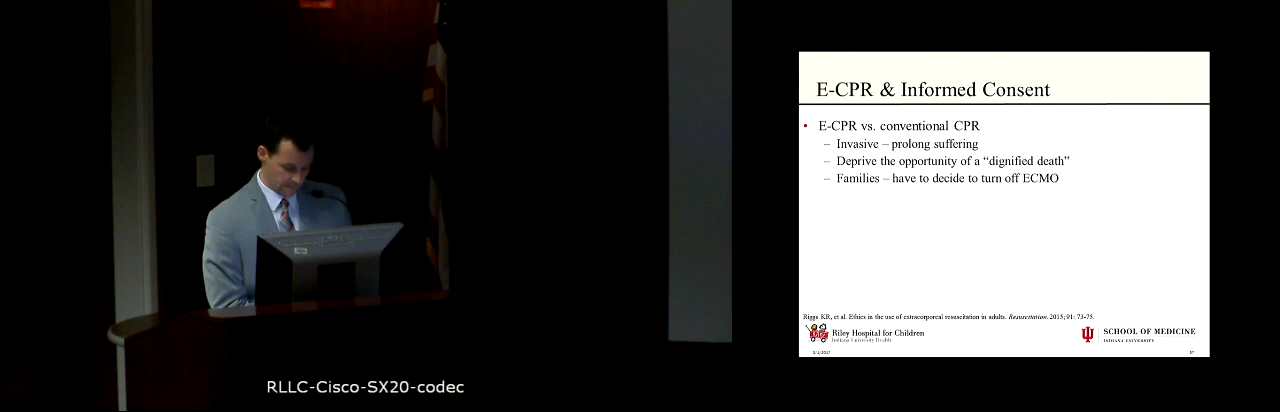 E-CPR & Informed Consent
• E-CPR vs. conventional CPR
– Invasive – prolong suffering
– Deprive the opportunity of a “dignified death”
– Families – have to decide to turn off ECMO
Riggs KR, et al. Ethics in the use of extracorporeal resuscitation in adults. Resuscitation. 2015; 91: 73-75.
Riley Hospital for Children
Indiana University Health
SCHOOL OF MEDICINE
INDIANA UNIVERSITY
37
RLLC-Cisco-SX20-codec